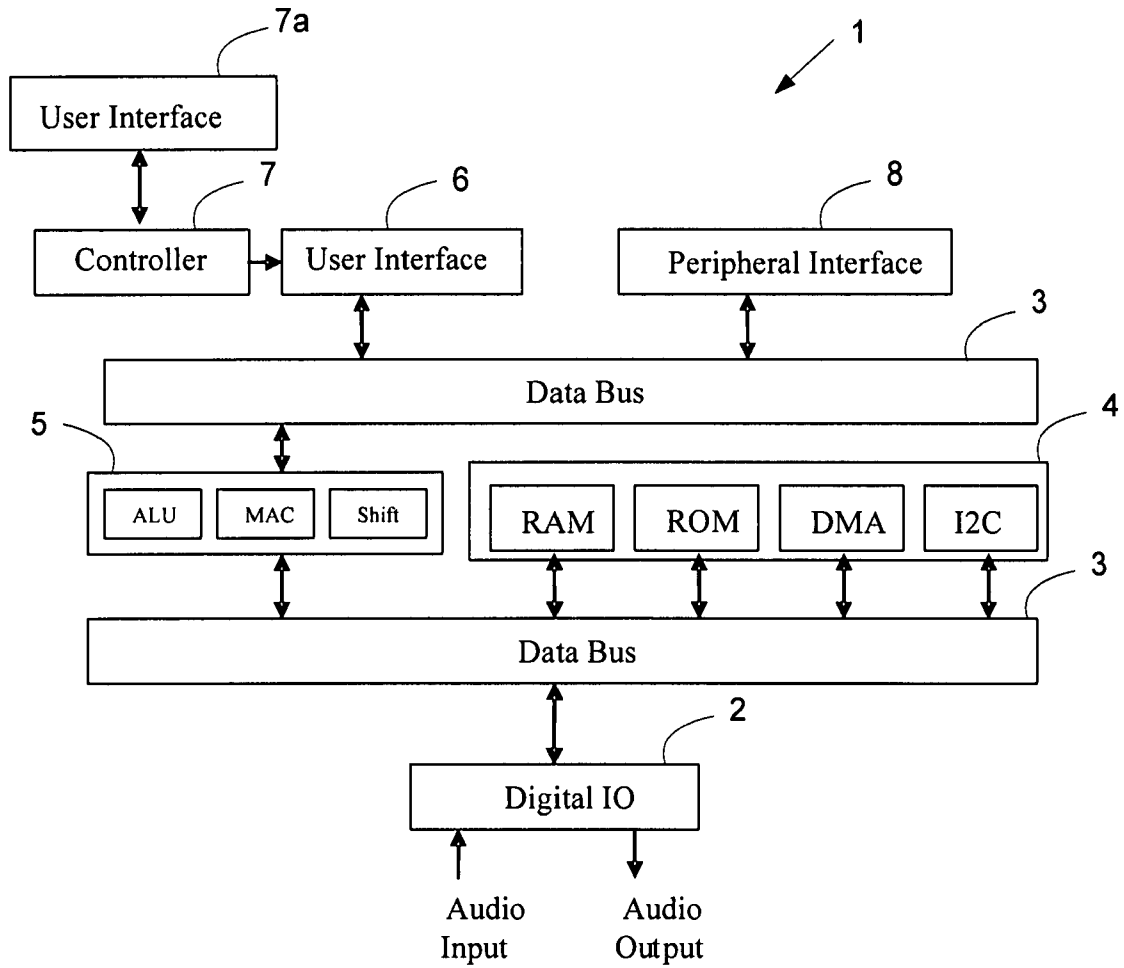 7a
1
User Interface
7
6
8
Controller
User Interface
Peripheral Interface
3
Data Bus
5
4
ALU
MAC
Shift
RAM
ROM
DMA
I2C
3
Data Bus
2
Digital IO
Audio
Input
Audio
Output